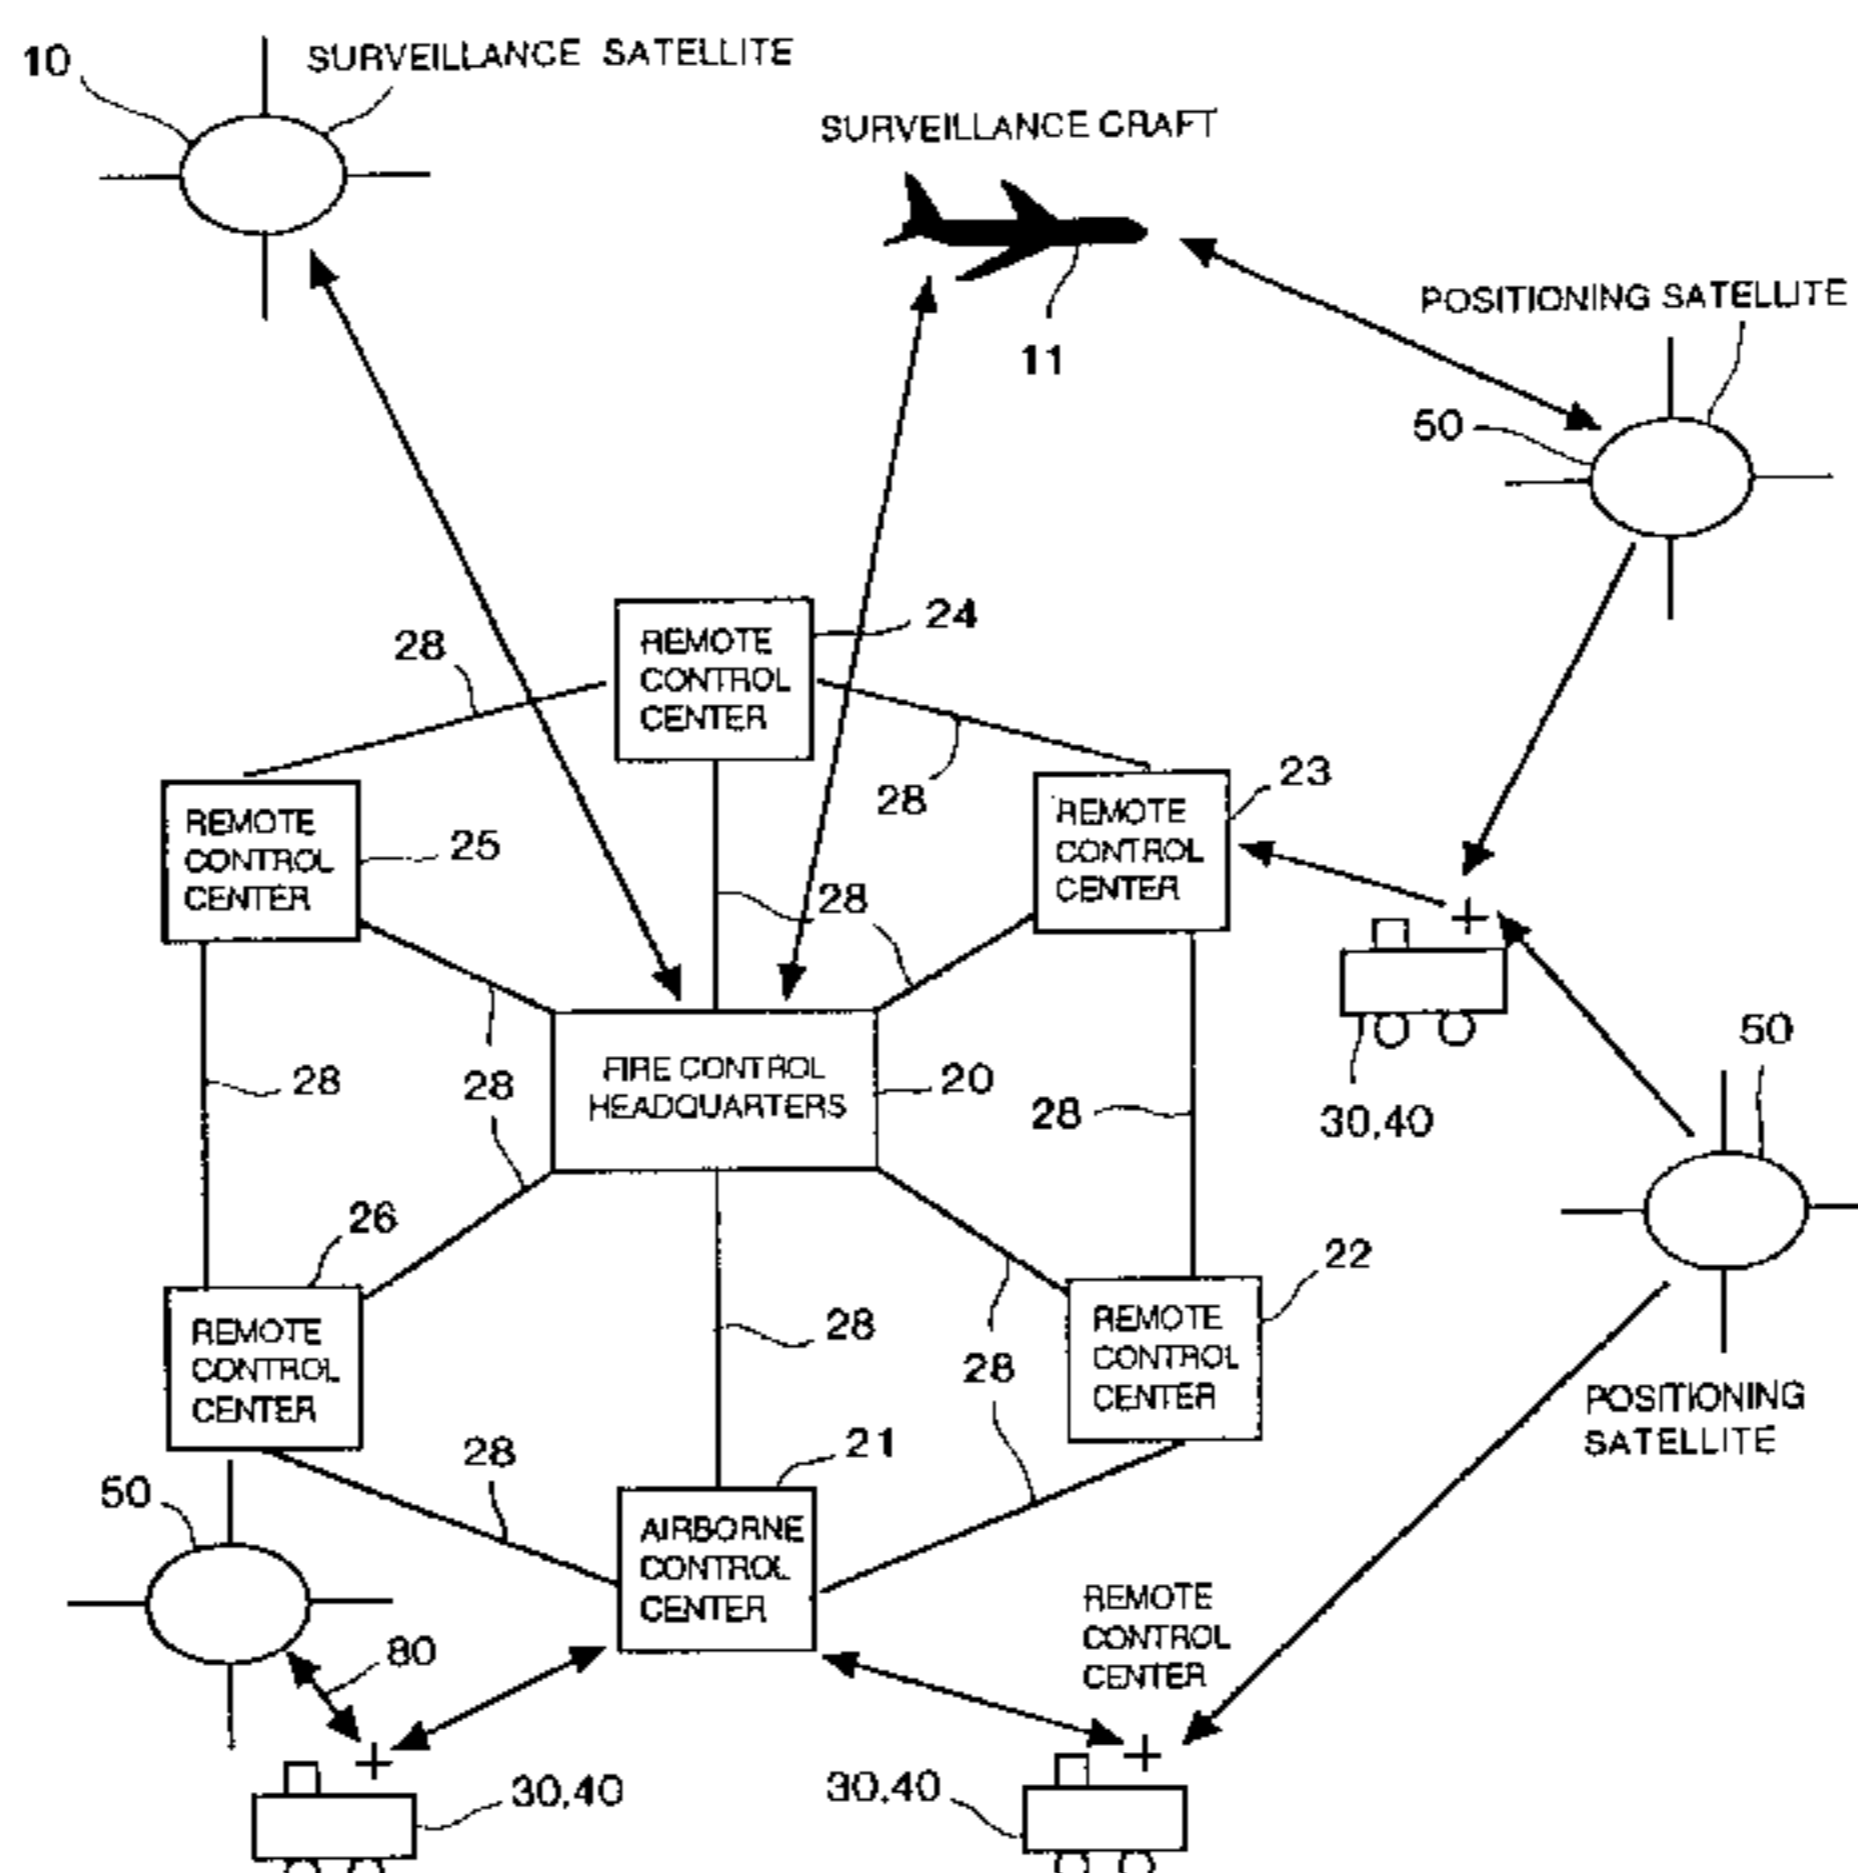 10
SURVEILLANCE SATELLITE
SURVEILLANCE CRAFT
11
POSITIONING SATELLITE
50
24
REMOTE
CONTROL
CENTER
28
28
23
REMOTE
CONTROL
CENTER
REMOTE
CONTROL
CENTER
25
28
28
28
FIRE CONTROL
HEADQUARTERS
20
28
30,40
50
26
REMOTE
CONTROL
CENTER
28
28
22
REMOTE
CONTROL
CENTER
POSITIONING
SATELLITE
28
21
50
AIRBORNE
CONTROL
CENTER
REMOTE
CONTROL
CENTER
80
30,40
30,40